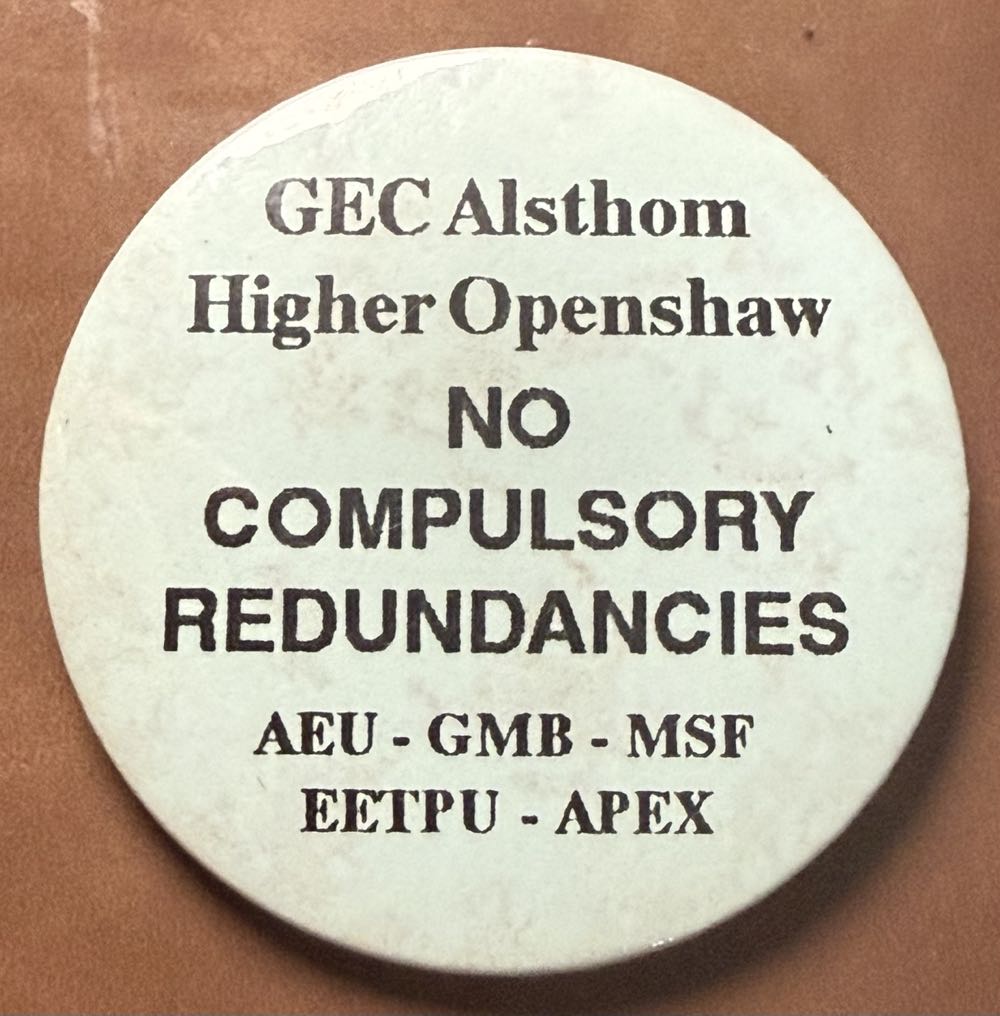 GEC Alsthom
Higher Openshaw
NO
COMPULSORY
REDUNDANCIES
AEU - GMB - MSF
EETPU - APEX